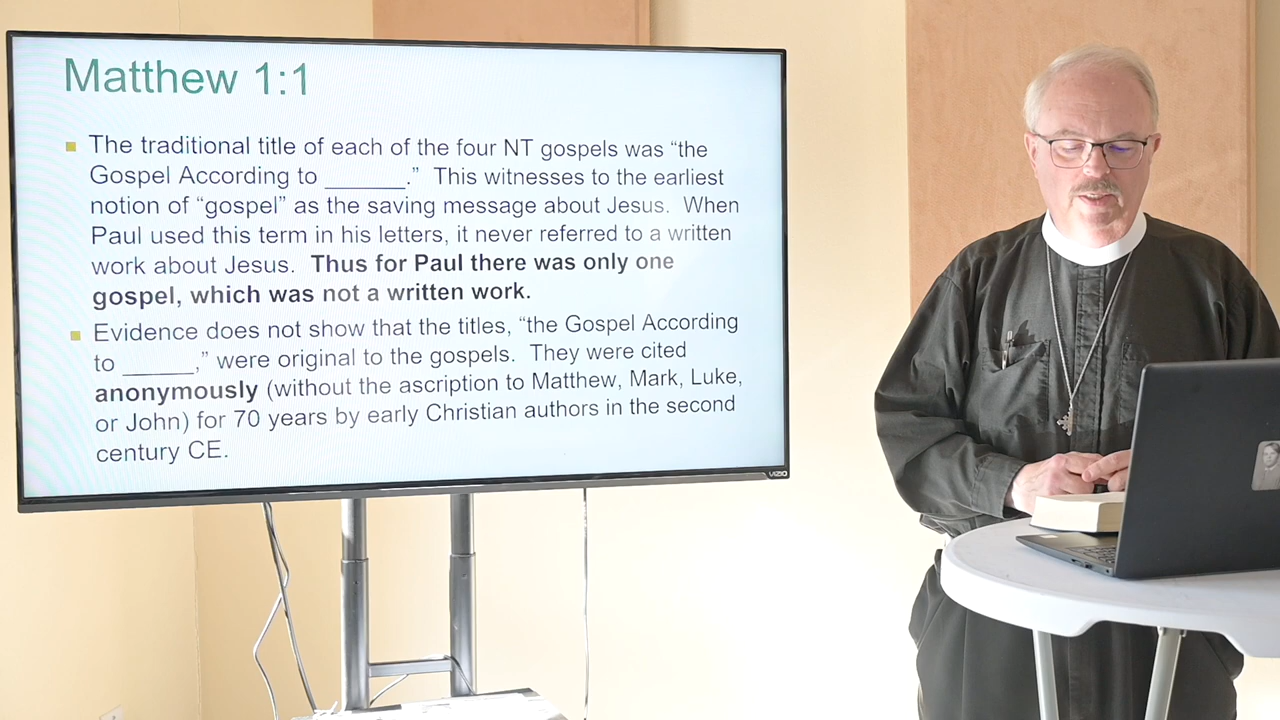 Matthew 1:1
The traditional title of each of the four NT gospels was “the
Gospel According to ______.”  This witnesses to the earliest
notion of “gospel” as the saving message about Jesus.  When
Paul used this term in his letters, it never referred to a written
work about Jesus.  Thus for Paul there was only one
gospel, which was not a written work.
Evidence does not show that the titles, “the Gospel According
to ______,” were original to the gospels.  They were cited
anonymously (without the ascription to Matthew, Mark, Luke,
or John) for 70 years by early Christian authors in the second
century CE.
VIZIO